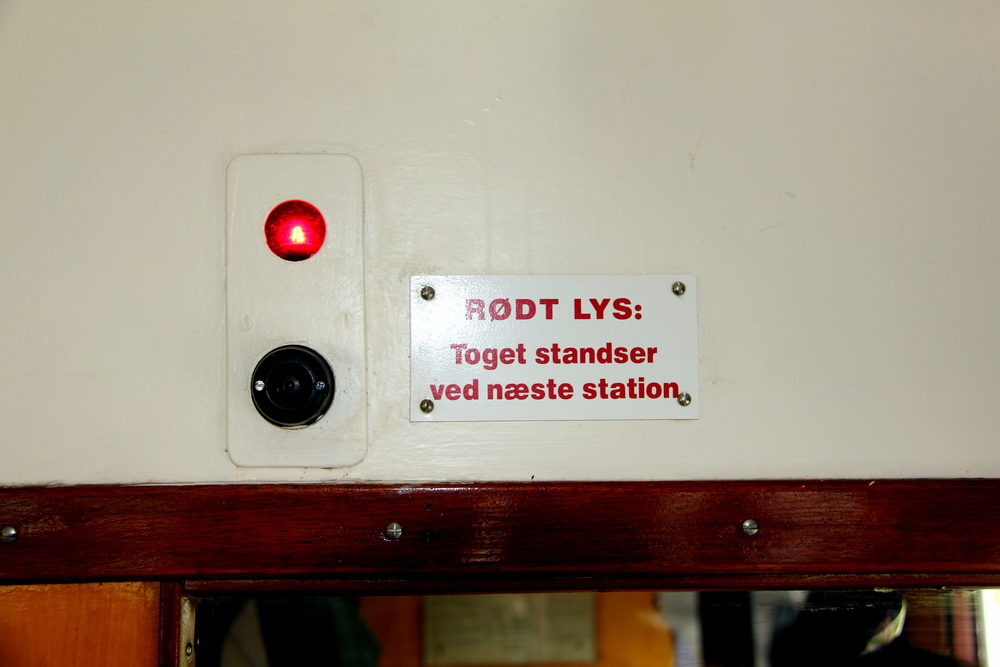 RØDT LYS:
Toget standser
ved næste station